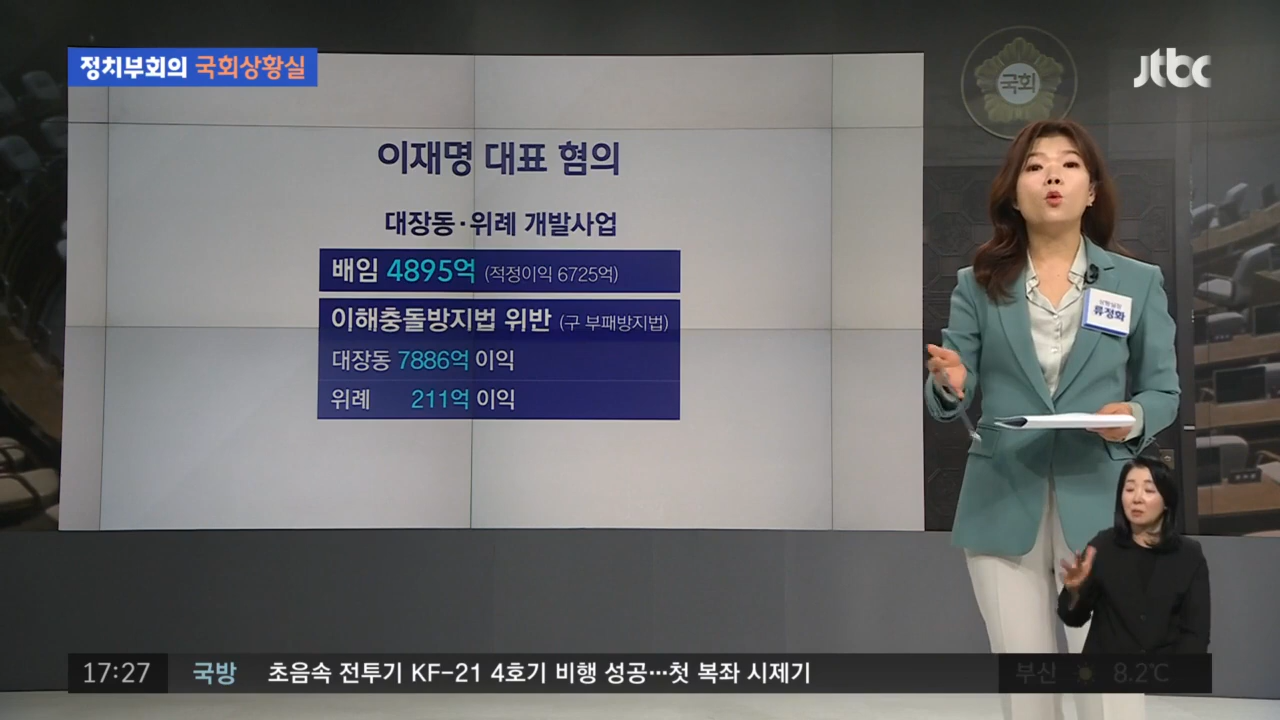 정치부회의 국회상황실
국회
jtbc
이재명 대표 혐의
대장동·위례 개발사업
배임 4895억 (적정이익 6725억)
이해충돌방지법 위반 (구 부패방지법)
대장동 7886억 이익
위례 211억 이익
상황실장
류정화
17:27 국방 초음속 전투기 KF-21 4호기 비행 성공…첫 복좌 시제기 부산 8.2℃